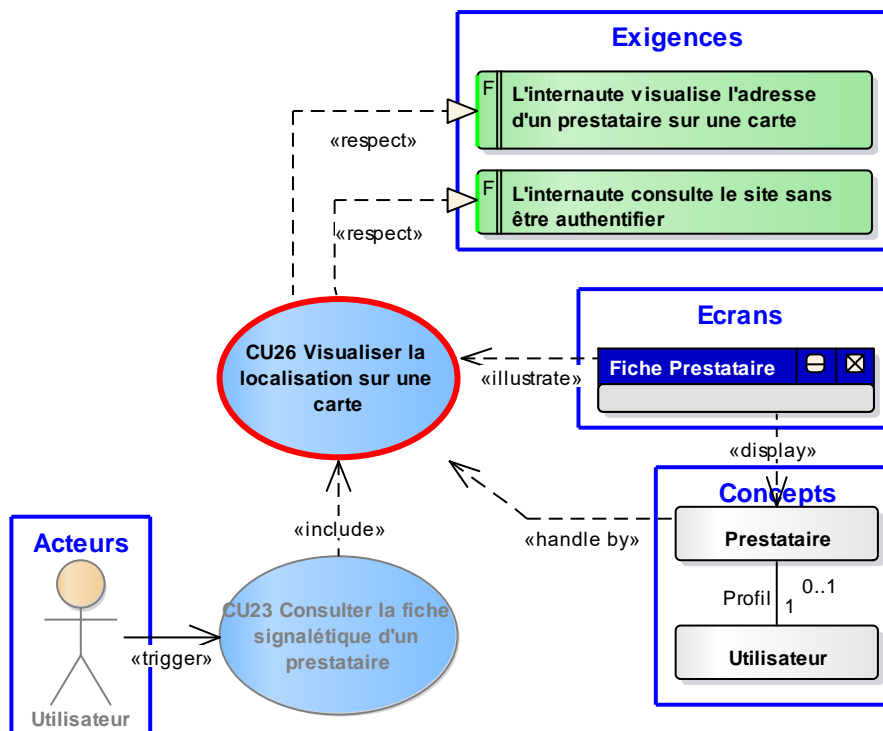 Exigences
F
L'internaute visualise l'adresse
d'un prestataire sur une carte
«respect»
F
L'internaute consulte le site sans
être authentifier
«respect»
Ecrans
CU26 Visualiser la
localisation sur une
carte
Fiche Prestataire
«illustrate»
«display»
Concepts
«include»
«handle by»
Prestataire
Acteurs
Profil
0..1
1
CU23 Consulter la fiche
signalétique d'un
prestataire
«trigger»
Utilisateur
Utilisateur